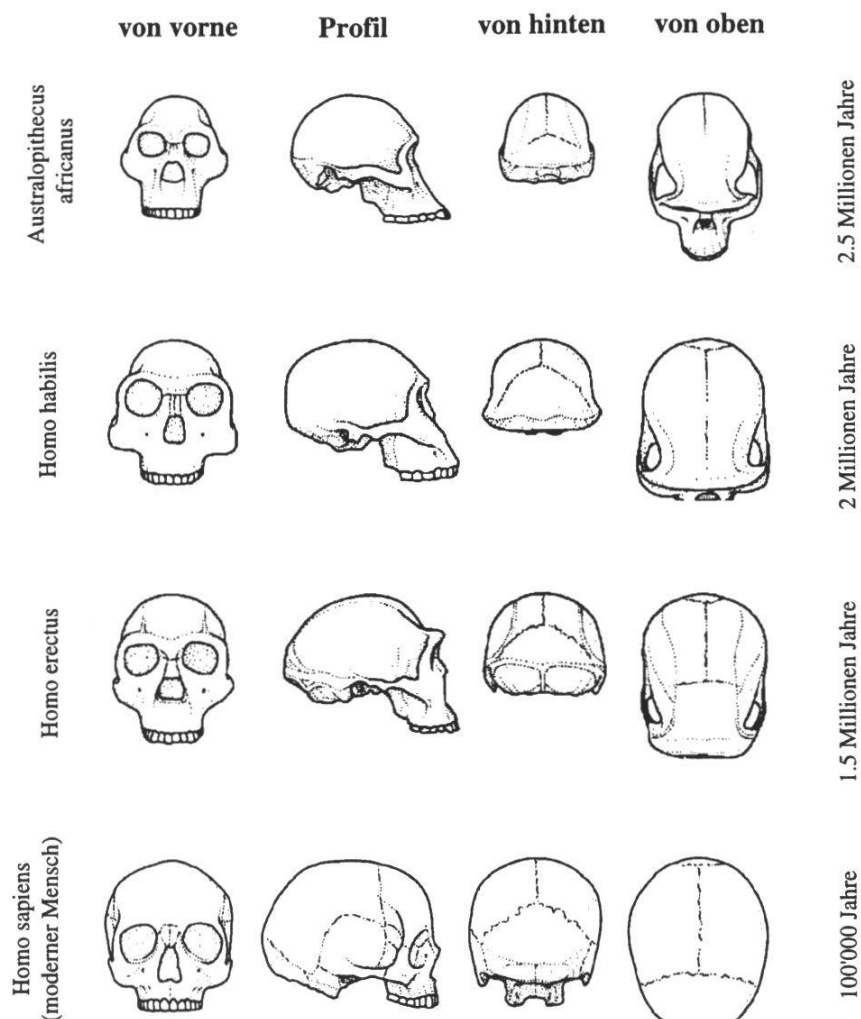 von vorne Profil von hinten von oben
Australopithecus
africanus
2.5 Millionen Jahre
Homo habilis
2 Millionen Jahre
Homo erectus
1.5 Millionen Jahre
Homo sapiens
(moderner Mensch)
100'000 Jahre